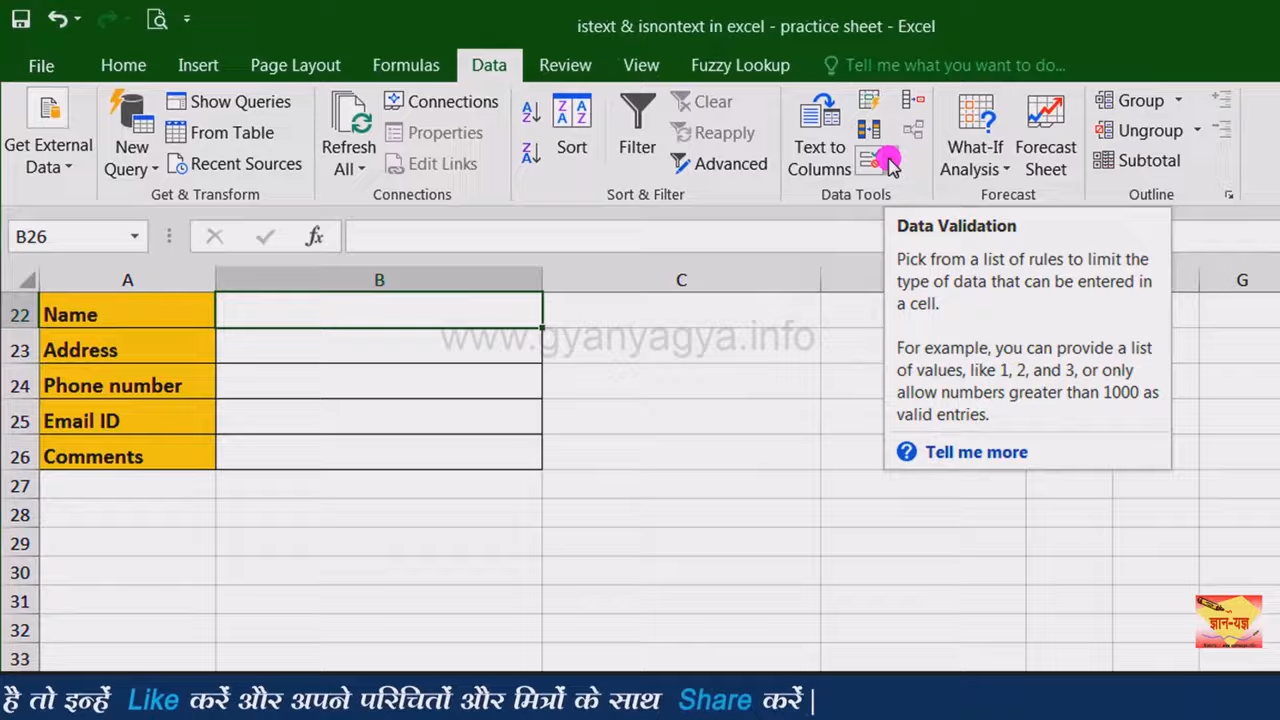 istext & isnontext in excel - practice sheet - Excel
File Home Insert Page Layout Formulas Data Review View Fuzzy Lookup Tell me what you want to do...
Get External Data
New Query
Show Queries
From Table
Recent Sources
Get & Transform
Refresh All
Connections
Properties
Edit Links
Connections
Sort
Filter
Clear
Reapply
Advanced
Sort & Filter
Text to Columns
Data Tools
What-If Analysis
Forecast Sheet
Forecast
Group
Ungroup
Subtotal
Outline
B26
fx
Data Validation
Pick from a list of rules to limit the
type of data that can be entered in
a cell.
For example, you can provide a list
of values, like 1, 2, and 3, or only
allow numbers greater than 1000 as
valid entries.
Tell me more
A B C G
22 Name
www.gyanyagya.info
23 Address
24 Phone number
25 Email ID
26 Comments
27
28
29
30
31
32
33
ज्ञान-यज्ञ
है तो इन्हें Like करें और अपने परिचितों और मित्रों के साथ Share करें |